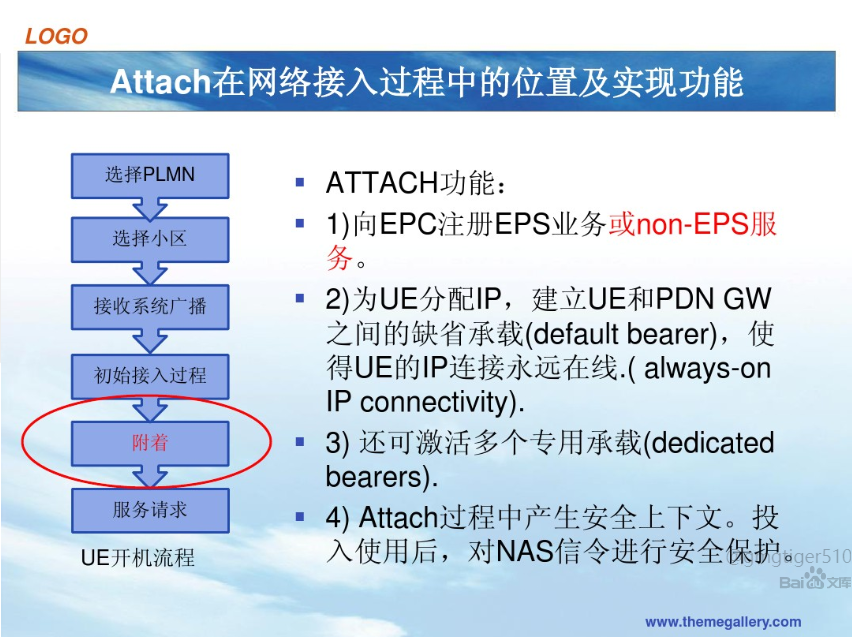 LOGO
Attach在网络接入过程中的位置及实现功能
选择PLMN
选择小区
接收系统广播
初始接入过程
附着
服务请求
UE开机流程
ATTACH功能：
1)向EPC注册EPS业务或non-EPS服
务。
2)为UE分配IP，建立UE和PDN GW
之间的缺省承载(default bearer)，使
得UE的IP连接永远在线.( always-on
IP connectivity).
3) 还可激活多个专用承载(dedicated
bearers).
4) Attach过程中产生安全上下文。投
入使用后，对NAS信令进行安全保护。
Bai du 文库
www.themegallery.com